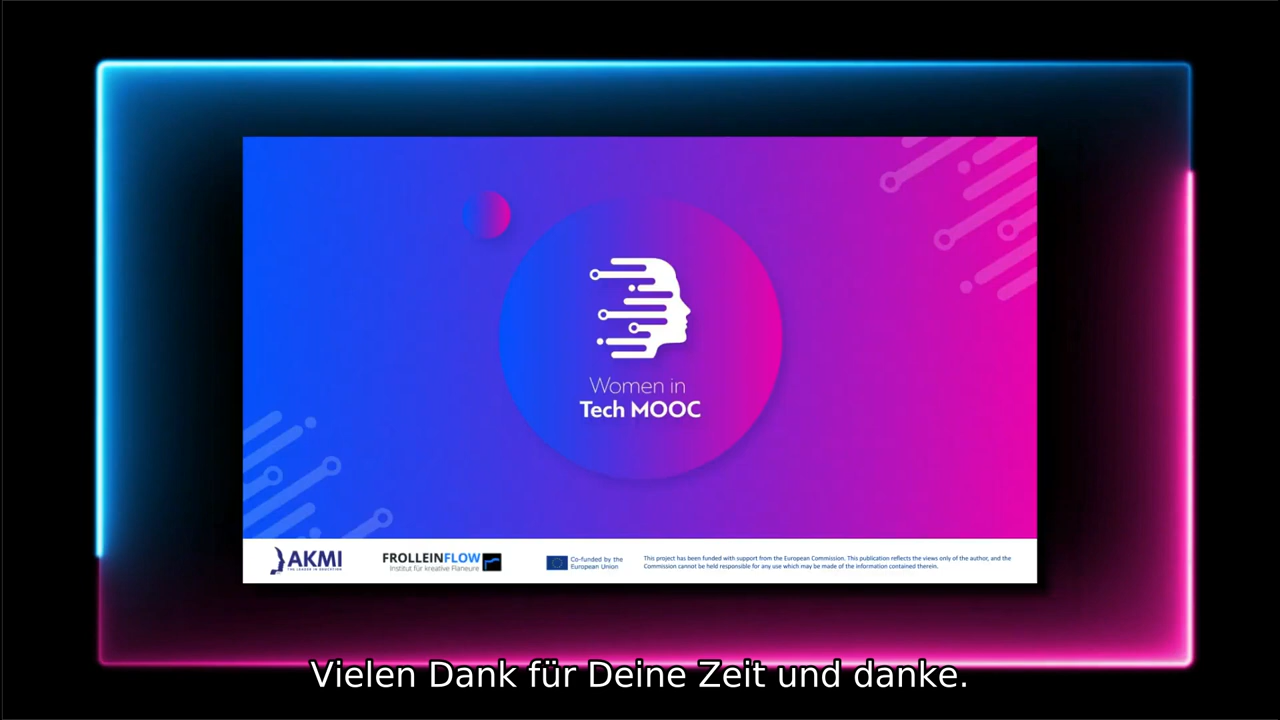 Women in
Tech MOOC
AKMI
THE LEADER IN EDUCATION
FROLLEINFLOW
Institut für kreative Flaneure
Co-funded by the
European Union
This project has been funded with support from the European Commission. This publication reflects the views only of the author, and the
Commission cannot be held responsible for any use which may be made of the information contained therein.
Vielen Dank für Deine Zeit und danke.